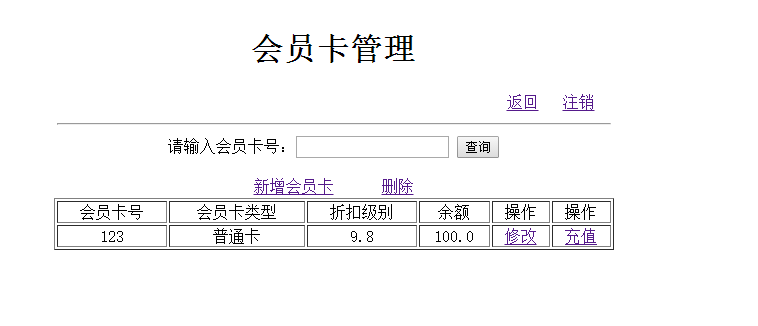 会员卡管理
返回 注销
请输入会员卡号: 查询
新增会员卡 删除
会员卡号 会员卡类型 折扣级别 余额 操作 操作
123 普通卡 9.8 100.0 修改 充值